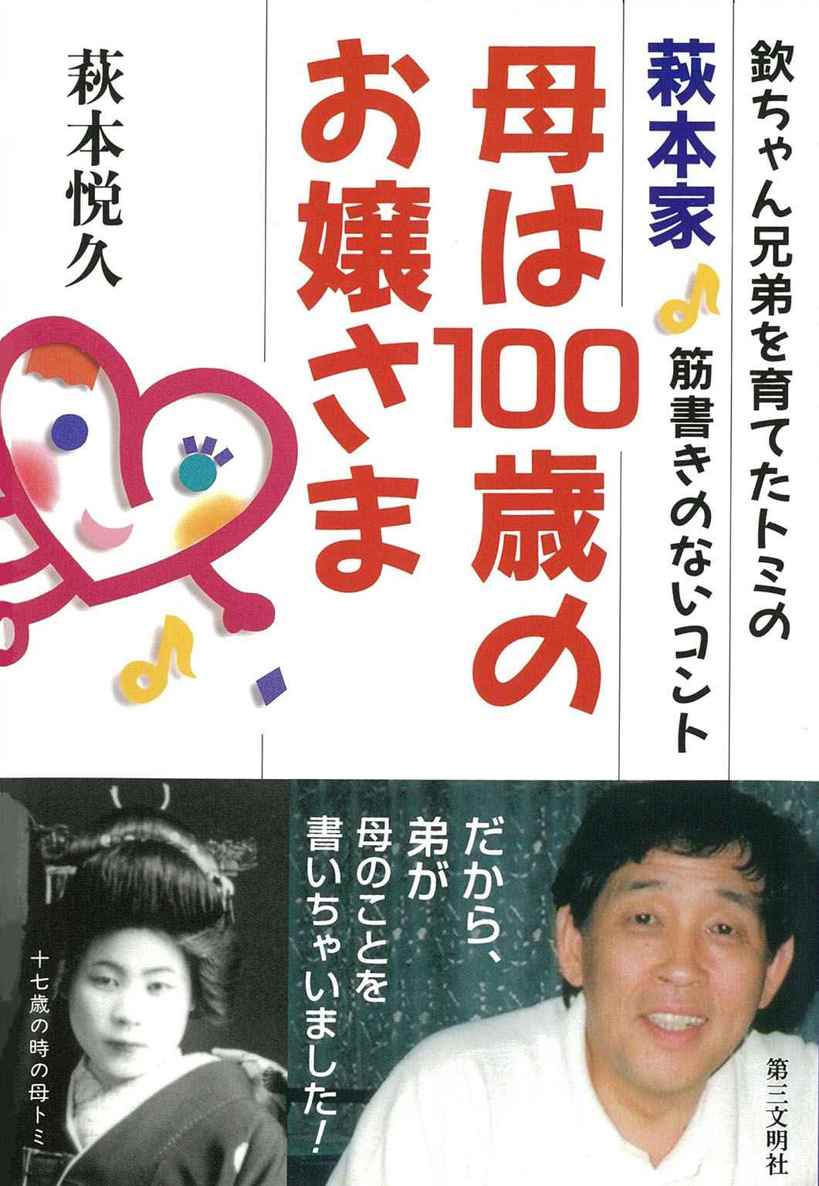 欽ちゃん兄弟を育てたトミの
萩本家♪筋書きのないコント
母は100歳の
お嬢さま
萩本悦久
だから、
弟が
母のことを
書いちゃいました!
十七歳の時の母トミ
第三文明社